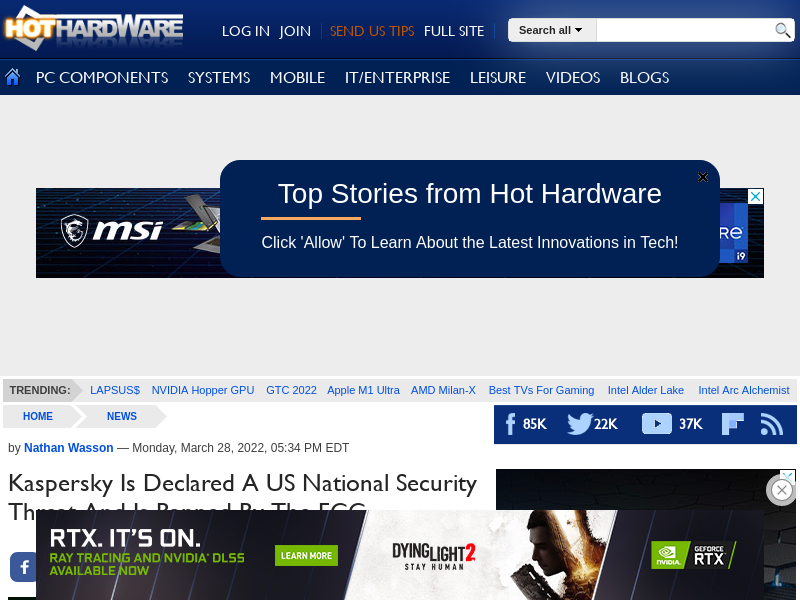 HOTHARDWARE
LOG IN JOIN SEND US TIPS FULL SITE Search all
PC COMPONENTS SYSTEMS MOBILE IT/ENTERPRISE LEISURE VIDEOS BLOGS
Top Stories from Hot Hardware
Click 'Allow' To Learn About the Latest Innovations in Tech!
msi
i9
TRENDING: LAPSUS$ NVIDIA Hopper GPU GTC 2022 Apple M1 Ultra AMD Milan-X Best TVs For Gaming Intel Alder Lake Intel Arc Alchemist
HOME NEWS
85K 22K 37K
by Nathan Wasson — Monday, March 28, 2022, 05:34 PM EDT
Kaspersky Is Declared A US National Security
Threat And Is Banned By The FCC
RTX. IT'S ON.
RAY TRACING AND NVIDIA DLSS
AVAILABLE NOW
LEARN MORE
DYING LIGHT 2
STAY HUMAN
NVIDIA.
GEFORCE
RTX